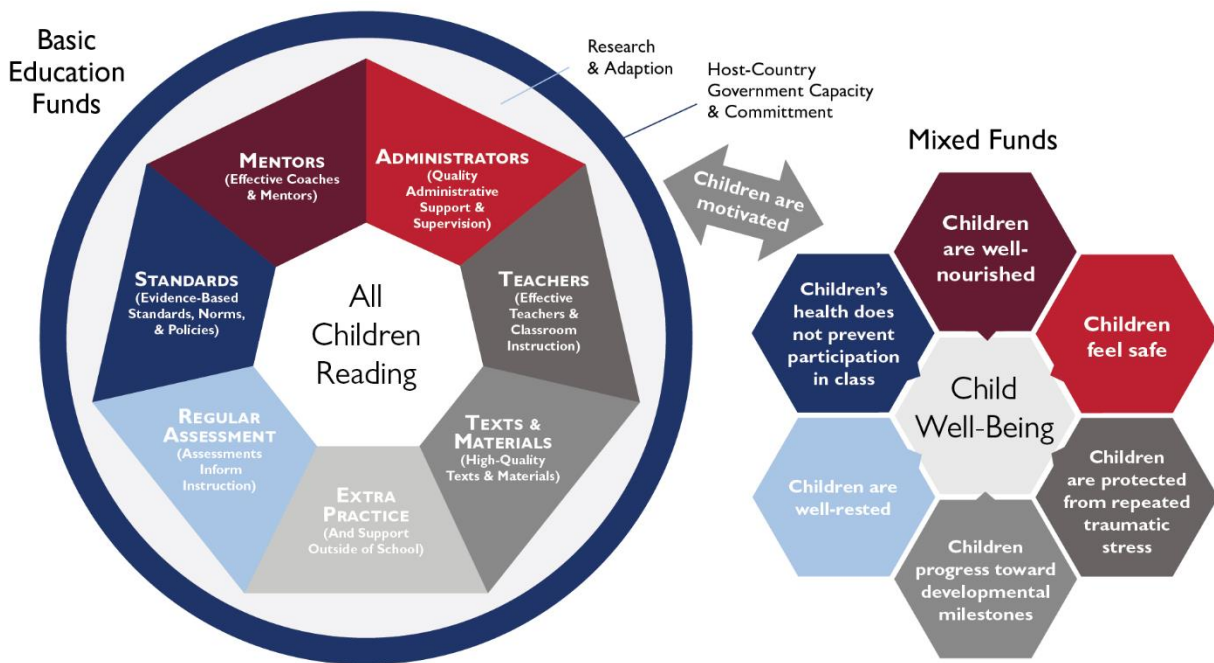 Basic
Education
Funds
Research
& Adaption
Host-Country
Government Capacity
& Committment
MENTORS
(Effective Coaches
& Mentors)
ADMINISTRATORS
(Quality
Administrative
Support &
Supervision)
STANDARDS
(Evidence-Based
Standards, Norms,
& Policies)
All
Children
Reading
TEACHERS
(Effective
Teachers &
Classroom
Instruction)
REGULAR
ASSESSMENT
(Assessments
Inform
Instruction)
EXTRA
PRACTICE
(And Support
Outside of School)
TEXTS &
MATERIALS
(High-Quality
Texts & Materials)
Children are
motivated
Mixed Funds
Children
are well-
nourished
Children's
health does
not prevent
participation
in class
Children
feel safe
Child
Well-Being
Children are
well-rested
Children
are protected
from repeated
traumatic
stress
Children
progress toward
developmental
milestones